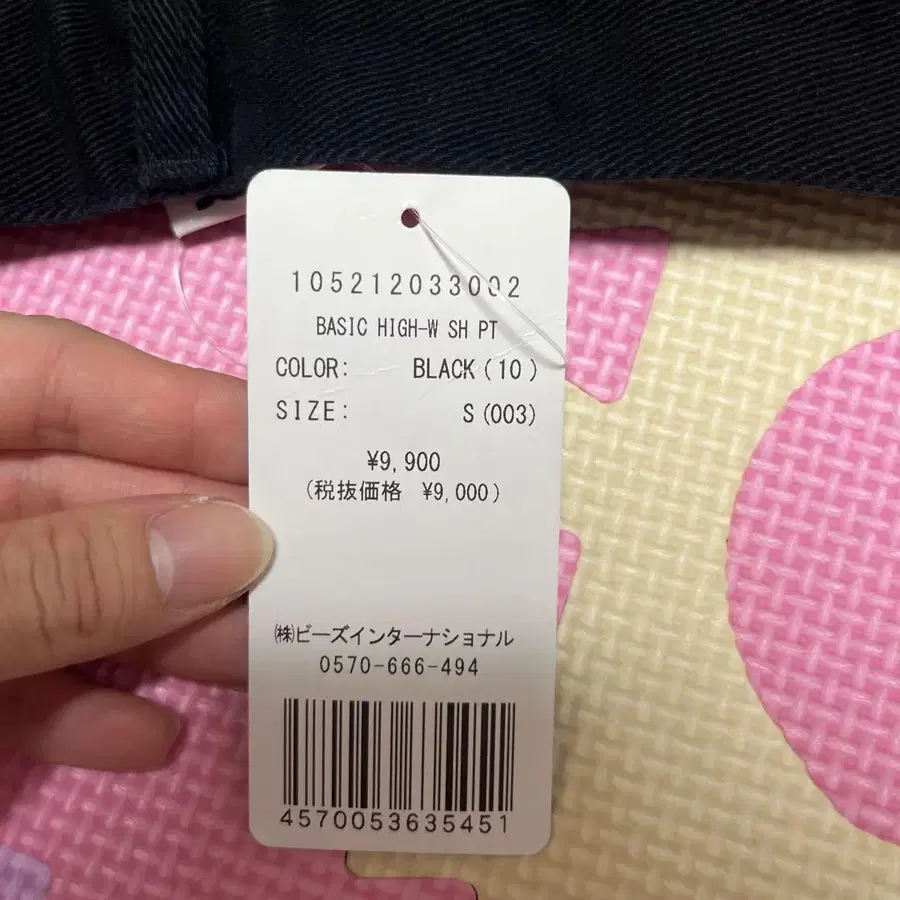 105212033002
BASIC HIGH-W SH PT
COLOR: BLACK(10)
SIZE: S(003)
¥9,900
(税抜価格 ¥9,000)
㈱ビーズインターナショナル
0570-666-494
4570053635451